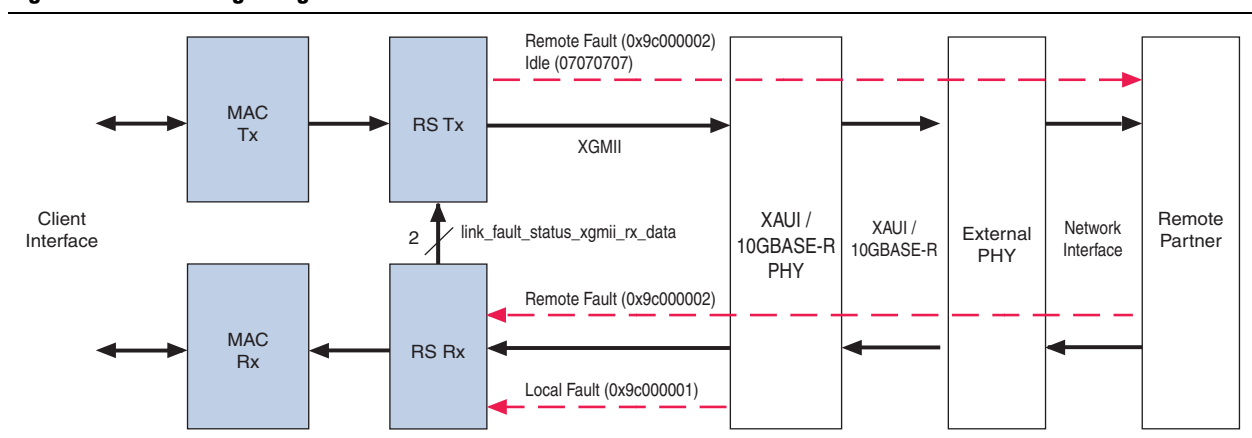 Remote Fault (0x9c000002)
Idle (07070707)
MAC
Tx
RS Tx
XGMII
Client
Interface
2
link_fault_status_xgmii_rx_data
XAUI /
10GBASE-R
PHY
XAUI /
10GBASE-R
External
PHY
Network
Interface
Remote
Partner
Remote Fault (0x9c000002)
MAC
Rx
RS Rx
Local Fault (0x9c000001)